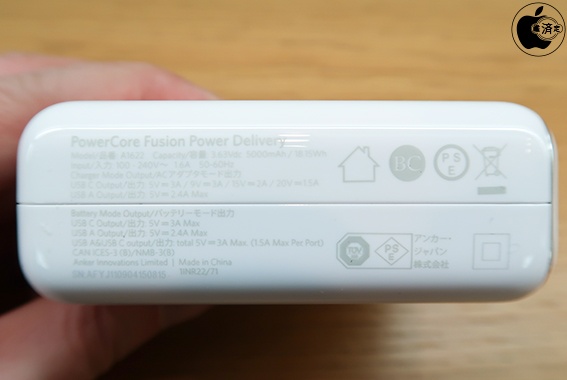 PowerCore Fusion Power Delivery
Model/品番: A1622 Capacity/容量: 3.63Vdc 5000mAh /
Input/入力: 100 - 240V～ 1.6A 50-60Hz
Charger Mode Output/ACアダプタモード出力
USB C Output/出力: 5V⎓3A / 9V⎓3A / 15V⎓2A / 20V⎓1.5A
USB A Output/出力: 5V⎓2.4A Max
BC
PSE
Battery Mode Output/バッテリーモード出力
USB C Output/出力: 5V⎓3A Max
USB A Output/出力: 5V⎓2.4A Max
USB A&USB C output/出力: total 5V⎓3A Max. (1.5A Max Per Port)
CAN ICES-3 (B)/NMB-3(B)
Anker Innovations Limited | Made in China
1INR22/71
PSE
アンカー・
ジャパン
株式会社